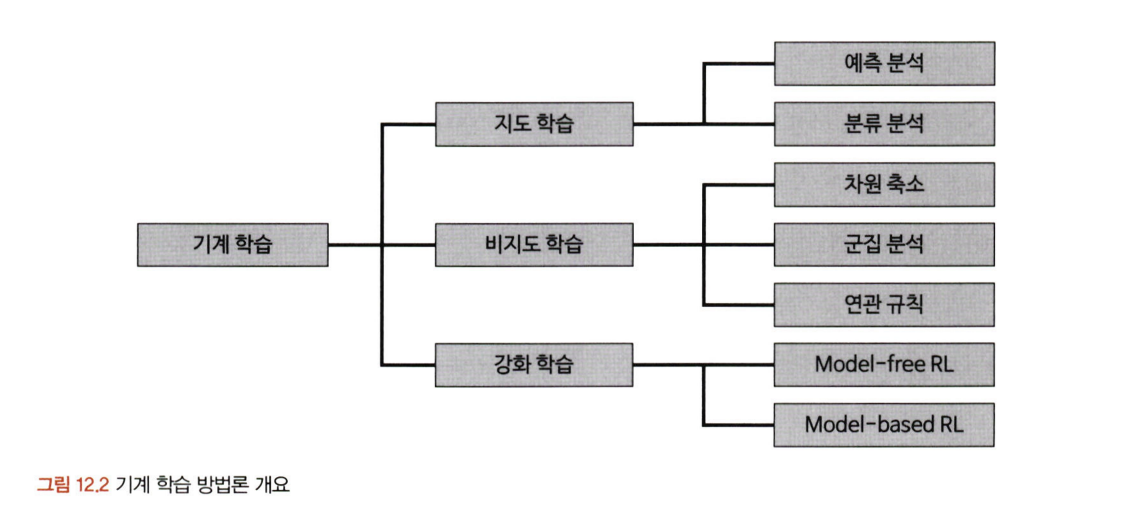 예측 분석
지도 학습
분류 분석
차원 축소
기계 학습
비지도 학습
군집 분석
연관 규칙
강화 학습
Model-free RL
Model-based RL
그림 12.2 기계 학습 방법론 개요